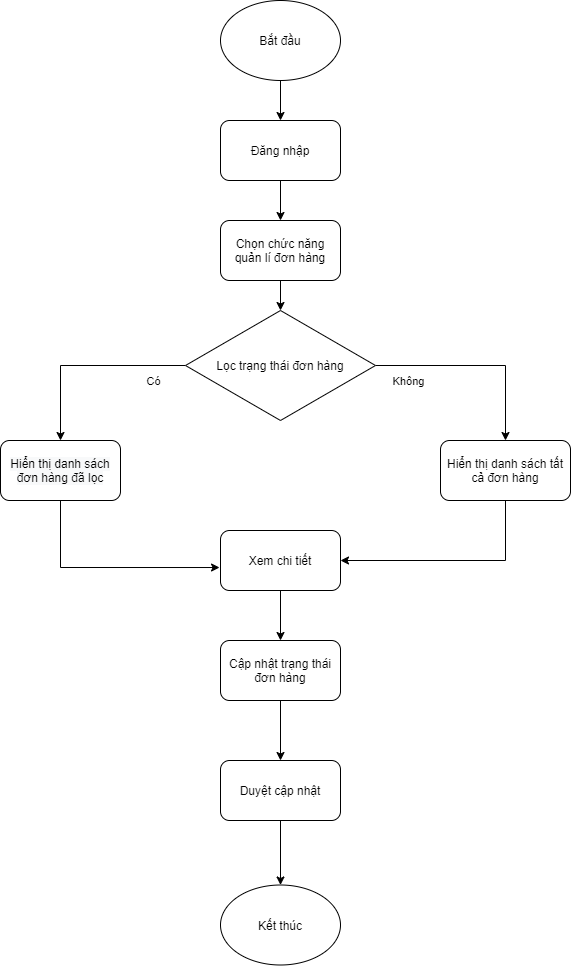 Bắt đầu
Đăng nhập
Chọn chức năng
quản lí đơn hàng
Lọc trạng thái đơn hàng
Có
Không
Hiển thị danh sách
đơn hàng đã lọc
Hiển thị danh sách tất
cả đơn hàng
Xem chi tiết
Cập nhật trạng thái
đơn hàng
Duyệt cập nhật
Kết thúc